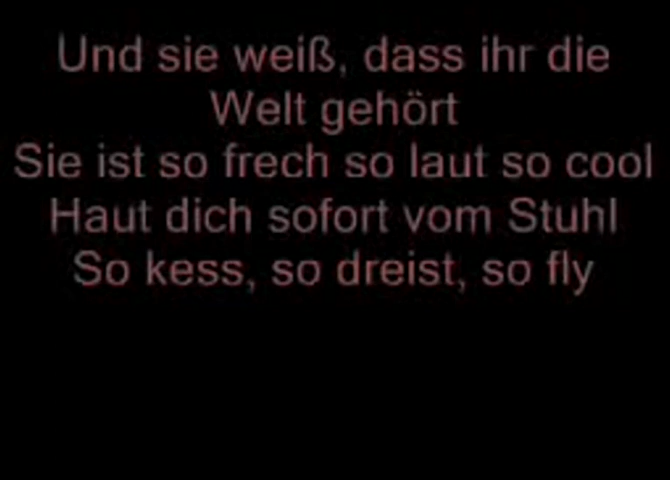 Und sie weiß, dass ihr die
Welt gehört
Sie ist so frech so laut so cool
Haut dich sofort vom Stuhl
So kess, so dreist, so fly